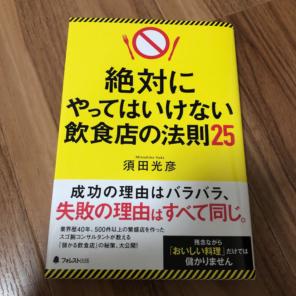 絶対に
やってはいけない
飲食店の法則25
Mitsuhiko Suda
須田光彦
成功の理由はバラバラ、
失敗の理由はすべて同じ。
業界歴40年、500件以上の繁盛店を作った
スゴ腕コンサルタントが教える
「儲かる飲食店」の秘策、大公開!
フォレスト出版
残念ながら
「おいしい料理」だけでは
儲かりません